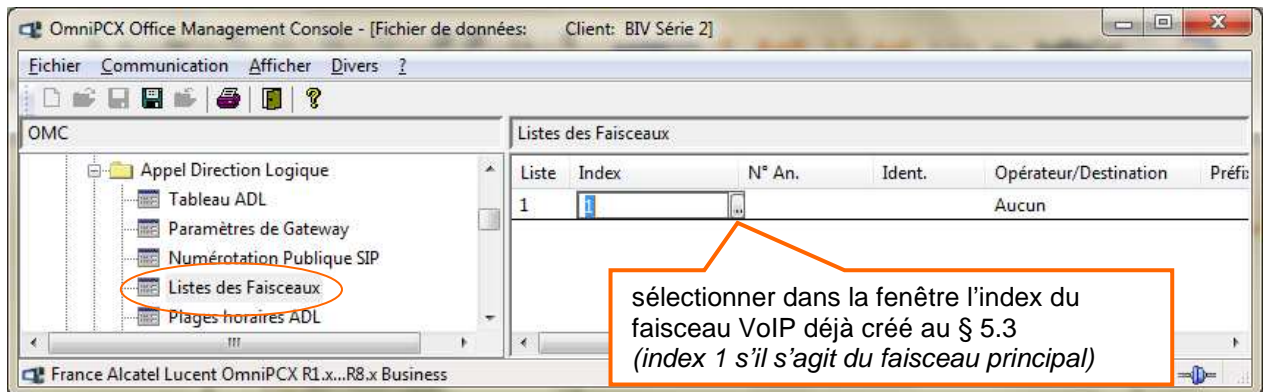 OmniPCX Office Management Console - [Fichier de données: Client: BIV Série 2]
Fichier Communication Afficher Divers ?
OMC
Listes des Faisceaux
Appel Direction Logique
Tableau ADL
Paramètres de Gateway
Numérotation Publique SIP
Listes des Faisceaux
Plages horaires ADL
Liste Index N° An. Ident. Opérateur/Destination Préfi
1 1 ... Aucun
sélectionner dans la fenêtre l’index du
faisceau VoIP déjà créé au § 5.3
(index 1 s’il s’agit du faisceau principal)
France Alcatel Lucent OmniPCX R1.x...R8.x Business